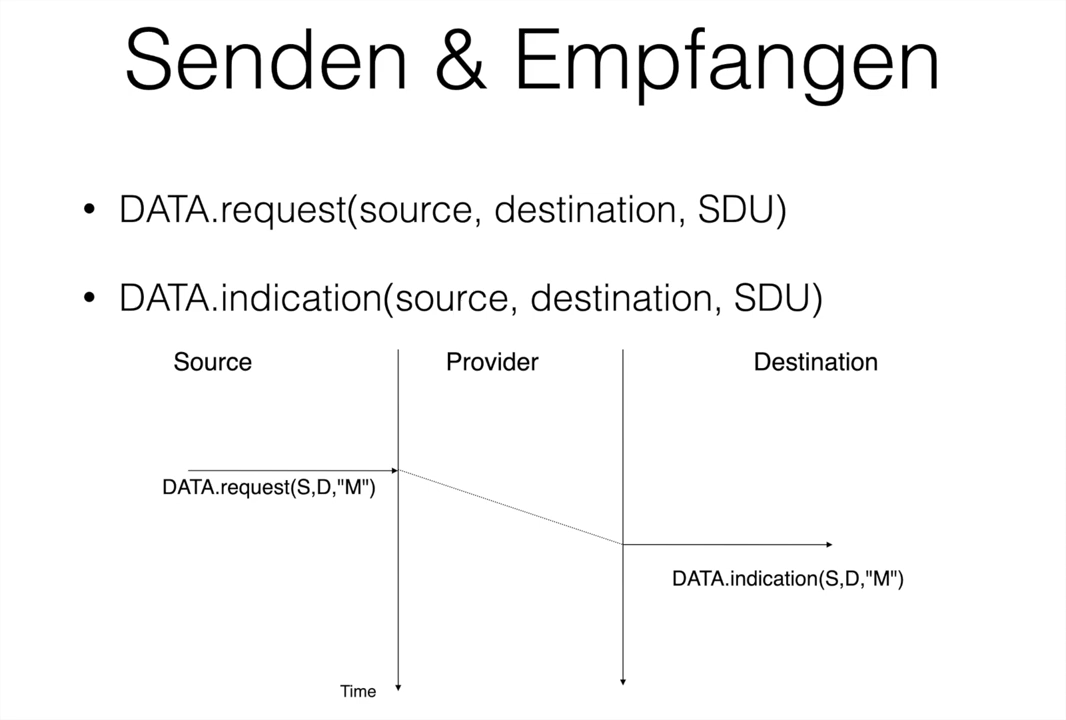 Senden & Empfangen
• DATA.request(source, destination, SDU)
• DATA.indication(source, destination, SDU)
Source Provider Destination
DATA.request(S,D,"M")
DATA.indication(S,D,"M")
Time